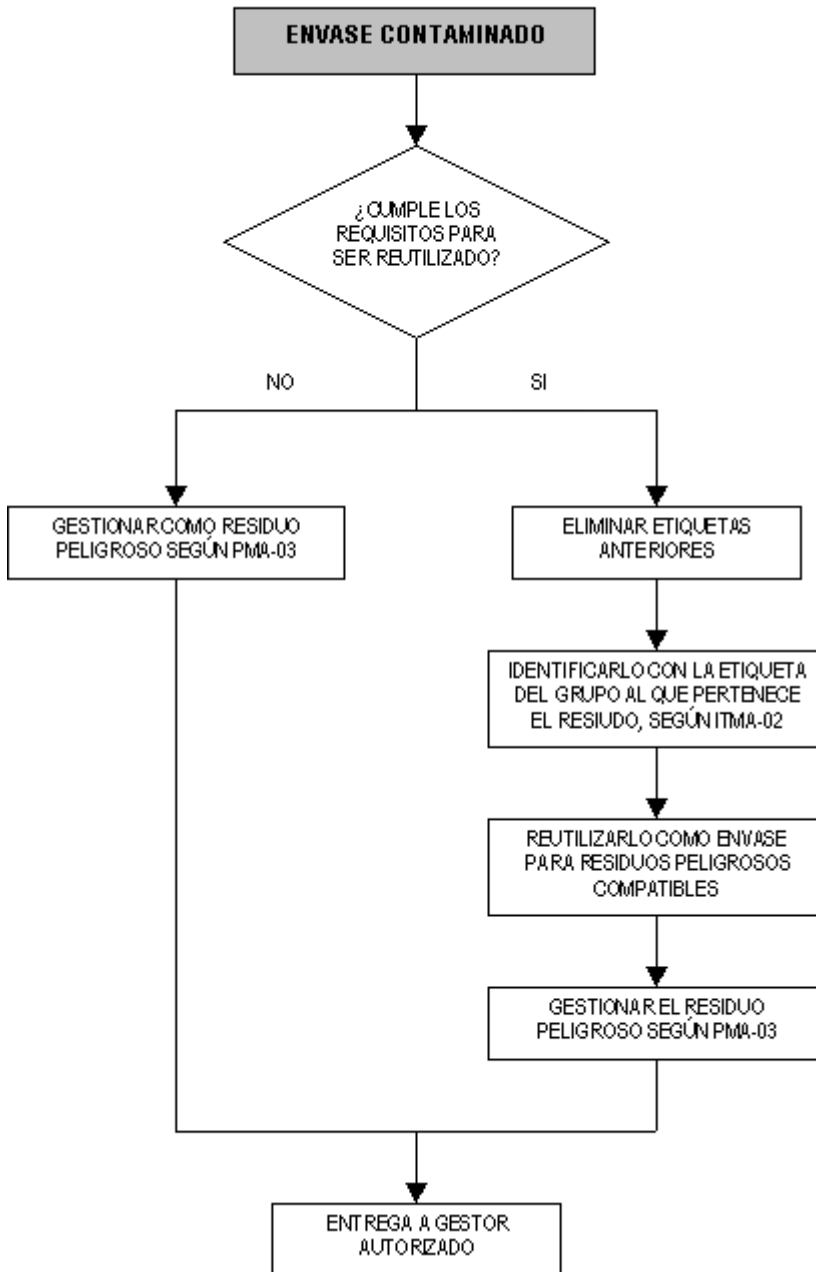 ENVASE CONTAMINADO
¿CUMPLE LOS
REQUISITOS PARA
SER REUTILIZADO?
NO
SI
GESTIONAR COMO RESIDUO
PELIGROSO SEGÚN PMA-03
ELIMINAR ETIQUETAS
ANTERIORES
IDENTIFICARLO CON LA ETIQUETA
DEL GRUPO AL QUE PERTENECE
EL RESIUDO, SEGÚN ITMA-02
REUTILIZARLO COMO ENVASE
PARA RESIDUOS PELIGROSOS
COMPATIBLES
GESTIONAR EL RESIDUO
PELIGROSO SEGÚN PMA-03
ENTREGA A GESTOR
AUTORIZADO